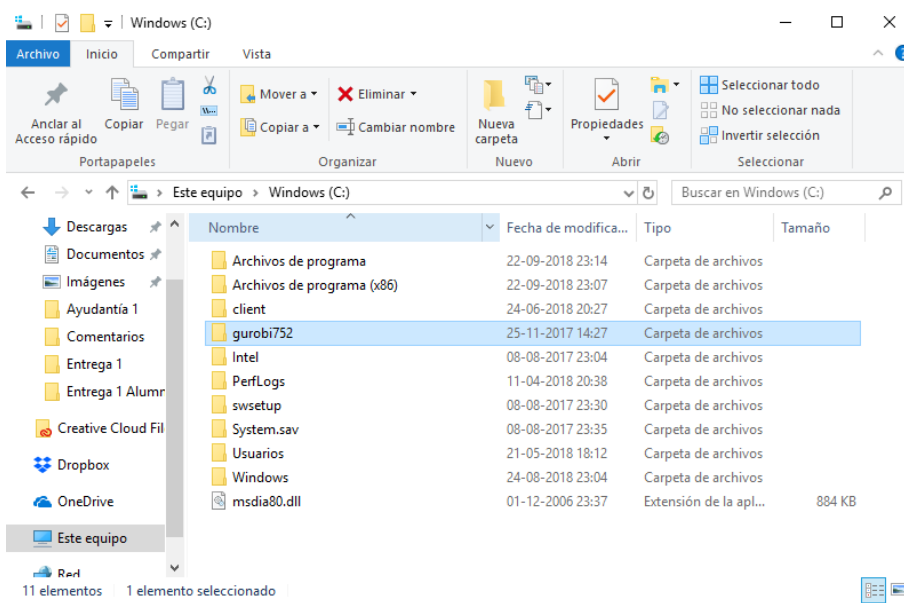 Windows (C:)
Archivo Inicio Compartir Vista
Anclar al Acceso rápido
Copiar
Pegar
W...
Portapapeles
Mover a
Copiar a
Eliminar
Cambiar nombre
Organizar
Nueva carpeta
Nuevo
Propiedades
Abrir
Seleccionar todo
No seleccionar nada
Invertir selección
Seleccionar
Este equipo > Windows (C:) Buscar en Windows (C:)
Descargas
Documentos
Imágenes
Ayudantía 1
Comentarios
Entrega 1
Entrega 1 Alumr
Creative Cloud Fil
Dropbox
OneDrive
Este equipo
Red
Nombre Fecha de modifica... Tipo Tamaño
Archivos de programa 22-09-2018 23:14 Carpeta de archivos
Archivos de programa (x86) 22-09-2018 23:07 Carpeta de archivos
client 24-06-2018 20:27 Carpeta de archivos
gurobi752 25-11-2017 14:27 Carpeta de archivos
Intel 08-08-2017 23:04 Carpeta de archivos
PerfLogs 11-04-2018 20:38 Carpeta de archivos
swsetup 08-08-2017 23:30 Carpeta de archivos
System.sav 08-08-2017 23:35 Carpeta de archivos
Usuarios 21-05-2018 18:12 Carpeta de archivos
Windows 24-08-2018 23:04 Carpeta de archivos
msdia80.dll 01-12-2006 23:37 Extensión de la apl... 884 KB
11 elementos 1 elemento seleccionado